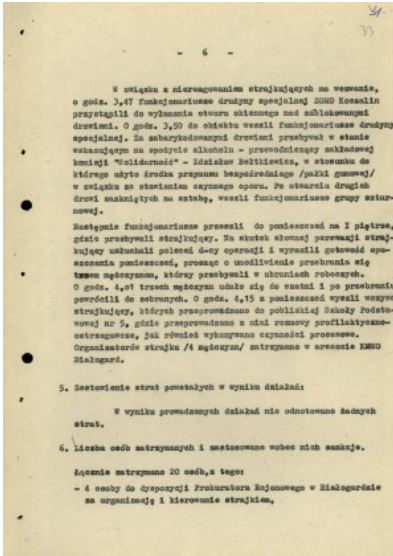 31
33
- 6 -
W związku z niereagowaniem strajkujących na wezwanie,
o godz. 3,47 funkcjonariusze drużyny specjalnej ZOMO Koszalin
przystąpili do wyłamania otworu okiennego nad zablokowanymi
drzwiami. O godz. 3,50 do obiektu weszli funkcjonariusze drużyny
specjalnej. Za zabarykadowanymi drzwiami przebywał w stanie
wskazującym na spożycie alkoholu - przewodniczący zakładowej
komisji "Solidarność" - Zdzisław Bełtkiewicz, w stosunku do
którego użyto środka przymusu bezpośredniego /pałki gumowej/
w związku ze stawianiem czynnego oporu. Po otwarciu drugich
drzwi zamkniętych na sztabę, weszli funkcjonariusze grupy sztur-
mowej.
Następnie funkcjonariusze przeszli do pomieszczeń na I piętrze,
gdzie przebywali strajkujący. Na skutek słownej perswazji straj-
kujący usłuchali poleceń d-cy operacji i wyrazili gotowość opu-
szczenia pomieszczeń, prosząc o umożliwienie przebrania się
trzem mężczyznom, którzy przebywali w ubraniach roboczych.
O godz. 4,01 trzech mężczyzn udało się do szatni i po przebraniu
powrócili do zebranych. O godz. 4,15 z pomieszczeń wyszli wszyscy
strajkujący, których przeprowadzono do pobliskiej Szkoły Podsta-
wowej nr 5, gdzie przeprowadzono z nimi rozmowy profilaktyczno-
ostrzegawcze, jak również wykonywano czynności procesowe.
Organizatorów strajku /4 mężczyzn/ zatrzymano w areszcie KMMO
Białogard.
5. Zestawienie strat powstałych w wyniku działań:
W wyniku prowadzonych działań nie odnotowano żadnych
strat.
6. Liczba osób zatrzymanych i zastosowane wobec nich sankcje.
Łącznie zatrzymano 20 osób, z tego:
- 4 osoby do dyspozycji Prokuratora Rejonowego w Białogardzie
za organizację i kierowanie strajkiem,